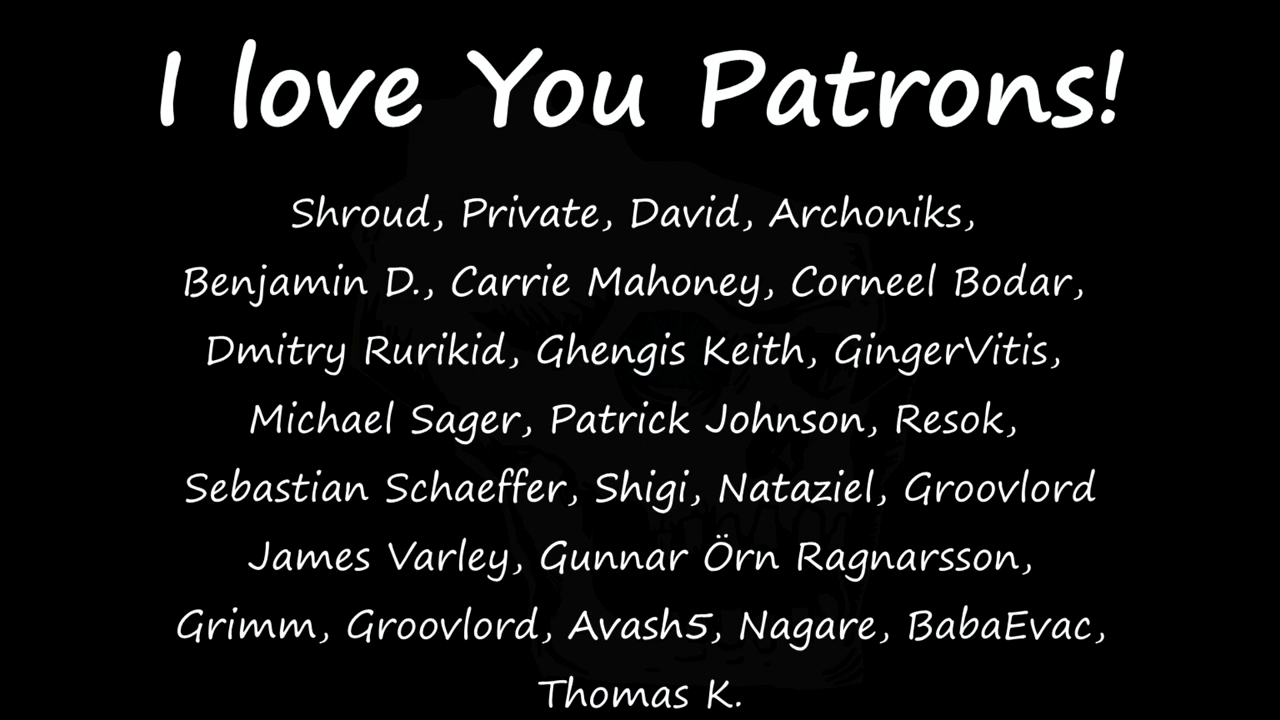 I love You Patrons!
Shroud, Private, David, Archoniks,
Benjamin D., Carrie Mahoney, Corneel Bodar,
Dmitry Rurikid, Ghengis Keith, GingerVitis,
Michael Sager, Patrick Johnson, Resok,
Sebastian Schaeffer, Shigi, Nataziel, Groovlord
James Varley, Gunnar Örn Ragnarsson,
Grimm, Groovlord, Avash5, Nagare, BabaEvac,
Thomas K.